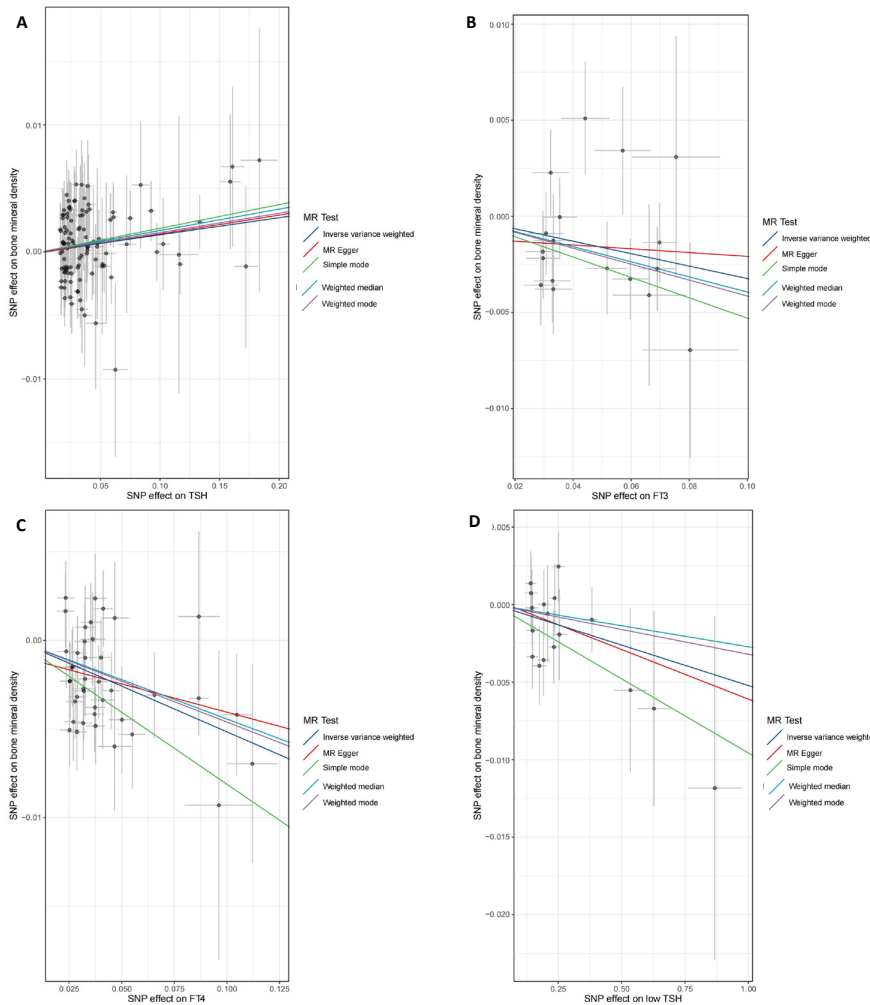 A
0.01
0.00
−0.01
0.05
0.10
0.15
0.20
SNP effect on TSH
SNP effect on bone mineral density
MR Test
Inverse variance weighted
MR Egger
Simple mode
Weighted median
Weighted mode
B
0.010
0.005
0.000
−0.005
−0.010
0.02
0.04
0.06
0.08
0.10
SNP effect on FT3
SNP effect on bone mineral density
MR Test
Inverse variance weighted
MR Egger
Simple mode
Weighted median
Weighted mode
C
0.00
−0.01
0.025
0.050
0.075
0.100
0.125
SNP effect on FT4
SNP effect on bone mineral density
MR Test
Inverse variance weighted
MR Egger
Simple mode
Weighted median
Weighted mode
D
0.005
0.000
−0.005
−0.010
−0.015
−0.020
0.25
0.50
0.75
1.00
SNP effect on low TSH
SNP effect on bone mineral density
MR Test
Inverse variance weighted
MR Egger
Simple mode
Weighted median
Weighted mode